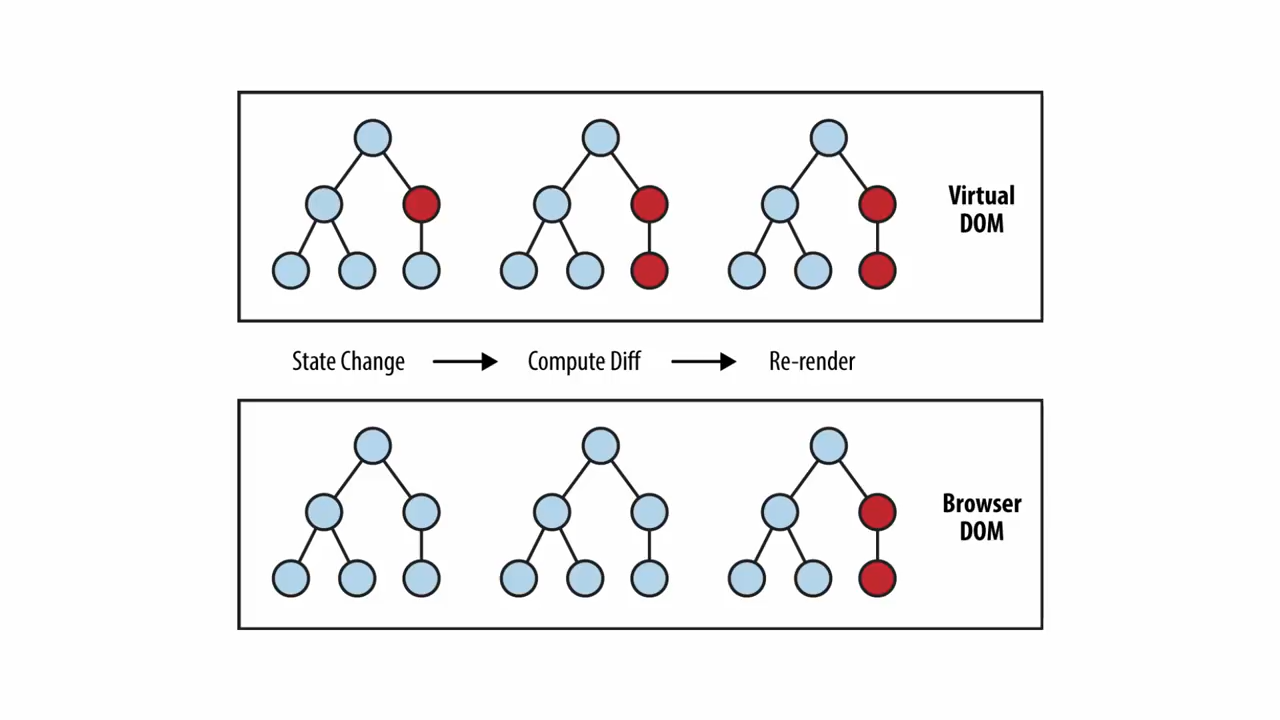 Virtual
DOM
State Change
Compute Diff
Re-render
Browser
DOM